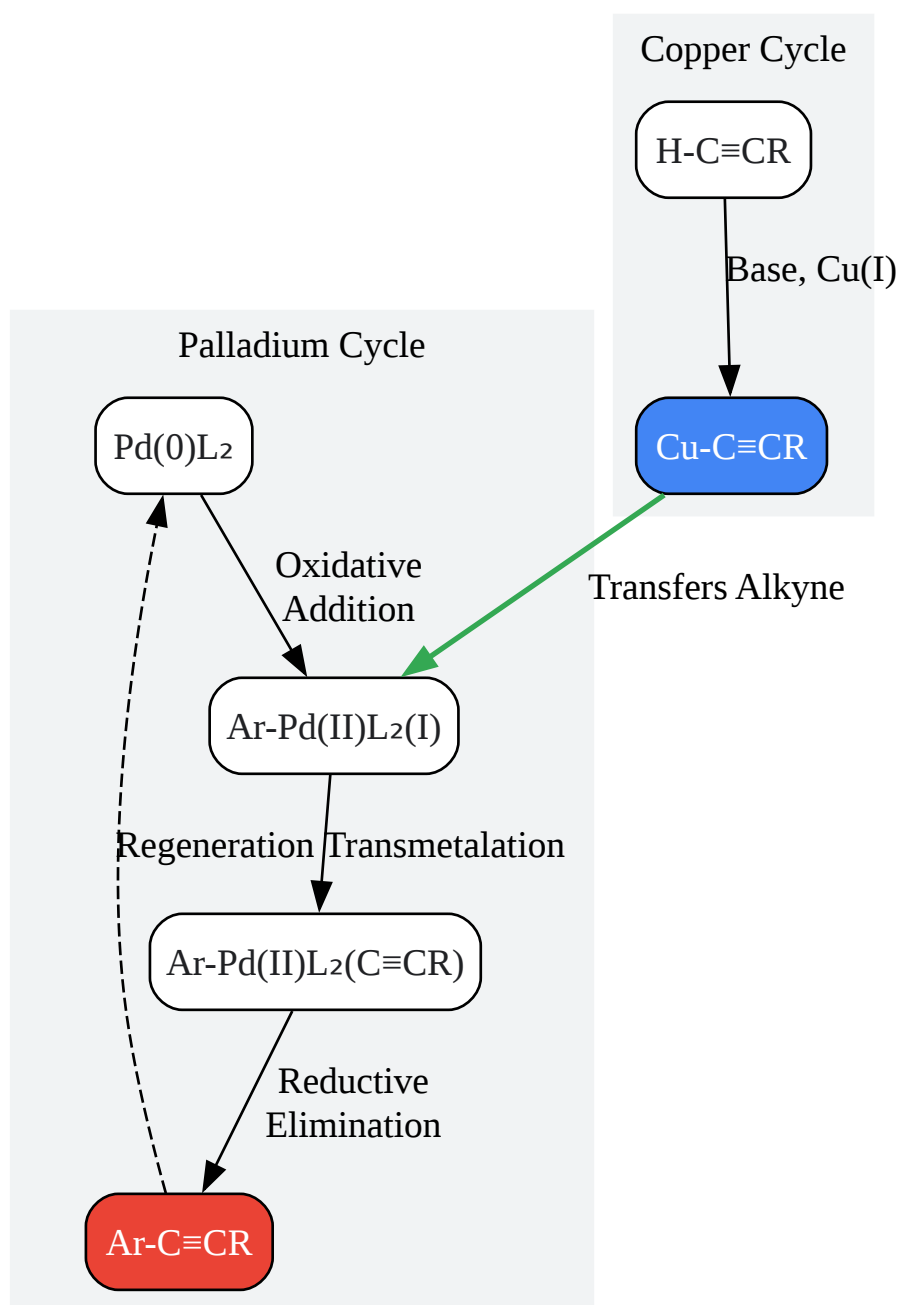 Copper Cycle
H-C≡CR
Base, Cu(I)
Palladium Cycle
Pd(0)L₂
Cu-C≡CR
Oxidative
Addition
Transfers Alkyne
Ar-Pd(II)L₂(I)
Regeneration
Transmetalation
Ar-Pd(II)L₂(C≡CR)
Reductive
Elimination
Ar-C≡CR